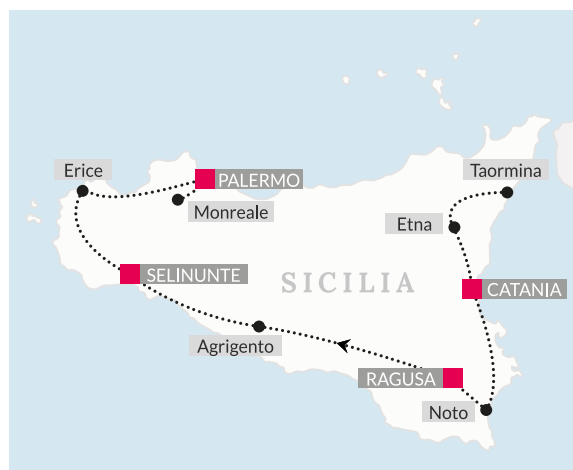 Erice
PALERMO
Taormina
Monreale
Etna
SELINUNTE
SICILIA
CATANIA
Agrigento
RAGUSA
Noto